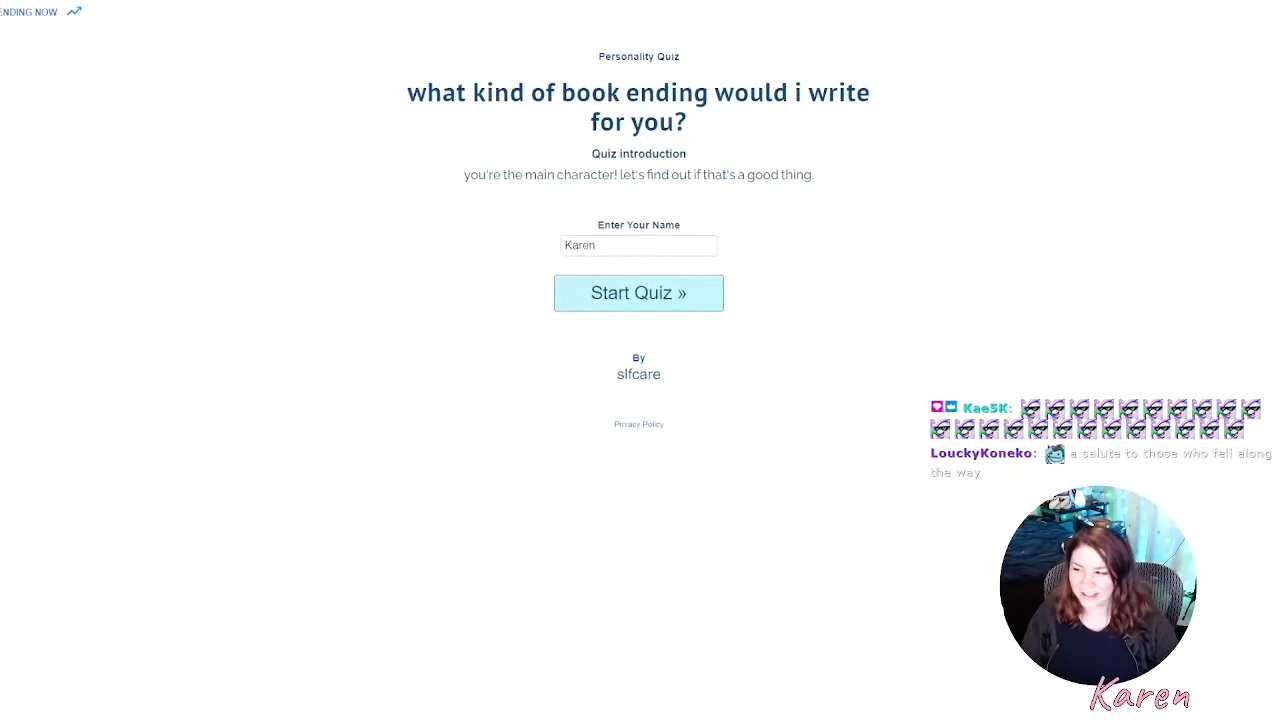 ENDING NOW
Personality Quiz
what kind of book ending would i write
for you?
Quiz introduction
you're the main character! let's find out if that's a good thing.
Enter Your Name
Karen
Start Quiz »
By
slfcare
Privacy Policy
Kae5K:
LouckyKoneko: a salute to those who fell along
the way
Karen